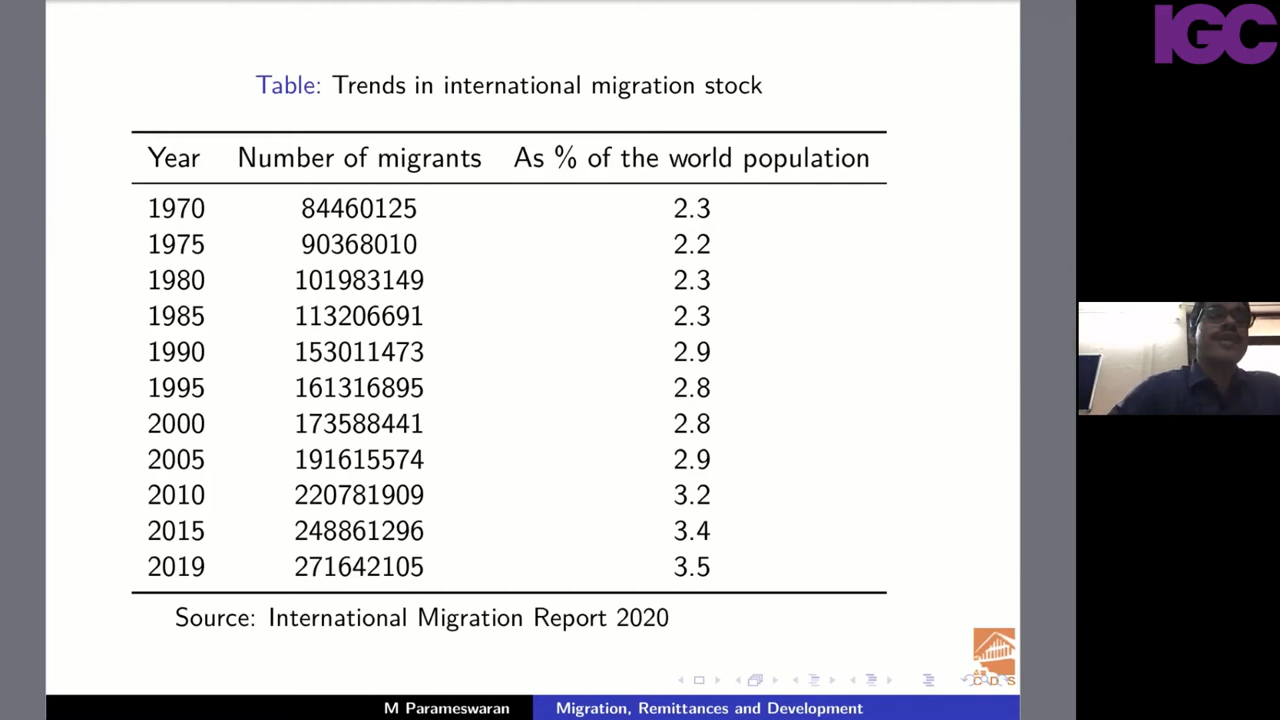 IGC
Table: Trends in international migration stock
Year Number of migrants As % of the world population
1970 84460125 2.3
1975 90368010 2.2
1980 101983149 2.3
1985 113206691 2.3
1990 153011473 2.9
1995 161316895 2.8
2000 173588441 2.8
2005 191615574 2.9
2010 220781909 3.2
2015 248861296 3.4
2019 271642105 3.5
Source: International Migration Report 2020
CDS
M Parameswaran Migration, Remittances and Development